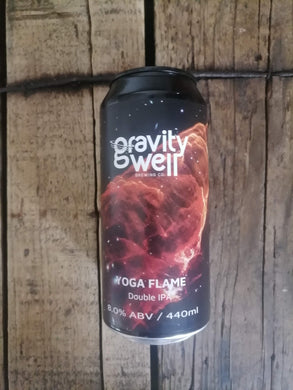 gravity
well
BREWING CO.
YOGA FLAME
Double IPA
8.0% ABV / 440ml